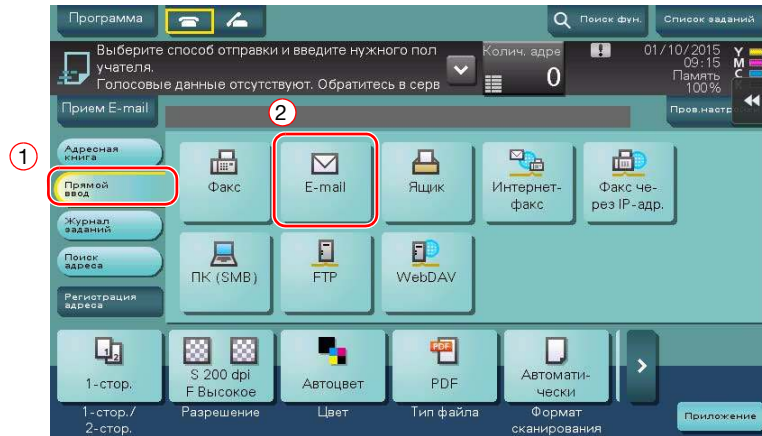 Программа
Поиск фун.
Список заданий
Выберите способ отправки и введите нужного пол
учателя.
Голосовые данные отсутствуют. Обратитесь в серв
Колич. адре
0
01/10/2015
09:15
Память
100%
Y
M
C
K
Прием E-mail
2
Пров.настр
1
Адресная
книга
Прямой
ввод
Журнал
заданий
Поиск
адреса
Регистрация
адреса
Факс
E-mail
Ящик
Интернет-
факс
Факс че-
рез IP-адр.
ПК (SMB)
FTP
WebDAV
1-стор.
S 200 dpi
F Высокое
Автоцвет
PDF
PDF
Автомати-
чески
1-стор./
2-стор.
Разрешение
Цвет
Тип файла
Формат
сканирования
Приложение